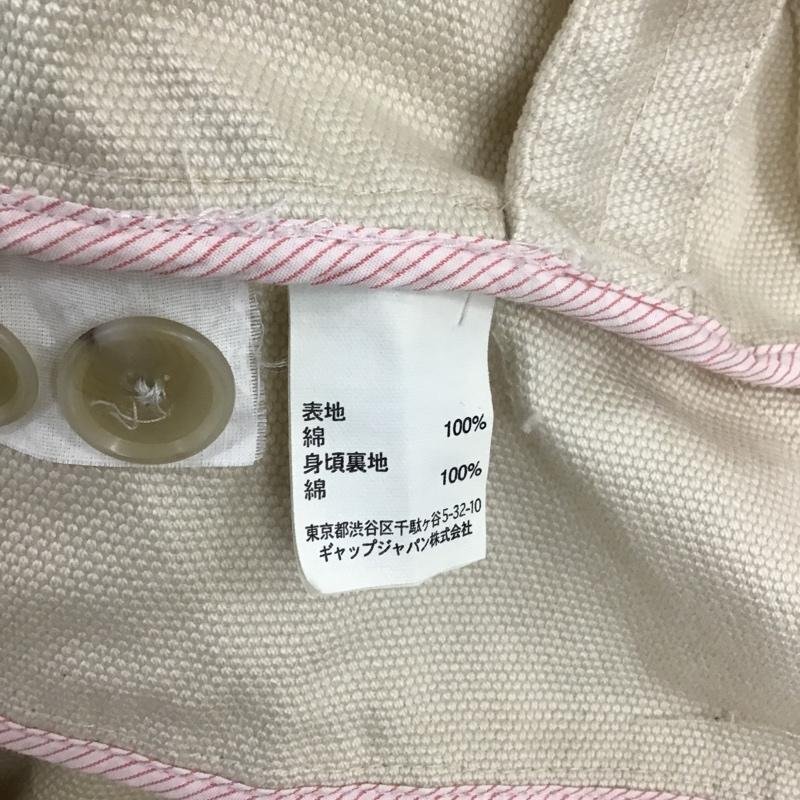 表地
綿 100%
身頃裏地
綿 100%
東京都渋谷区千駄ヶ谷5-32-10
ギャップジャパン株式会社